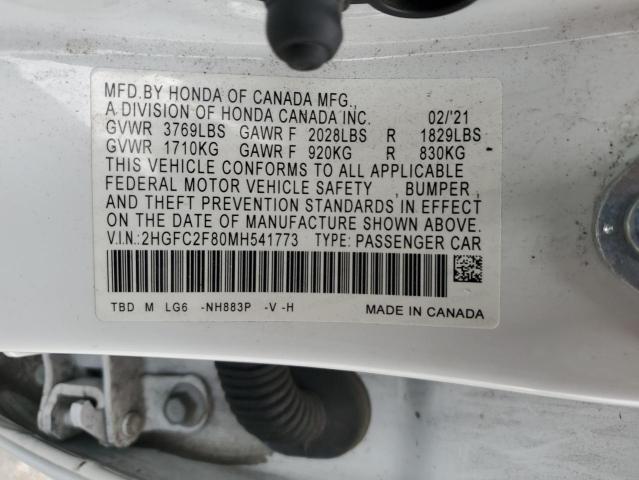 MFD.BY HONDA OF CANADA MFG.,
A DIVISION OF HONDA CANADA INC. 02/'21
GVWR 3769LBS GAWR F 2028LBS R 1829LBS
GVWR 1710KG GAWR F 920KG R 830KG
THIS VEHICLE CONFORMS TO ALL APPLICABLE
FEDERAL MOTOR VEHICLE SAFETY , BUMPER ,
AND THEFT PREVENTION STANDARDS IN EFFECT
ON THE DATE OF MANUFACTURE SHOWN ABOVE.
V.I.N.:2HGFC2F80MH541773 TYPE: PASSENGER CAR
TBD M LG6 -NH883P -V -H MADE IN CANADA